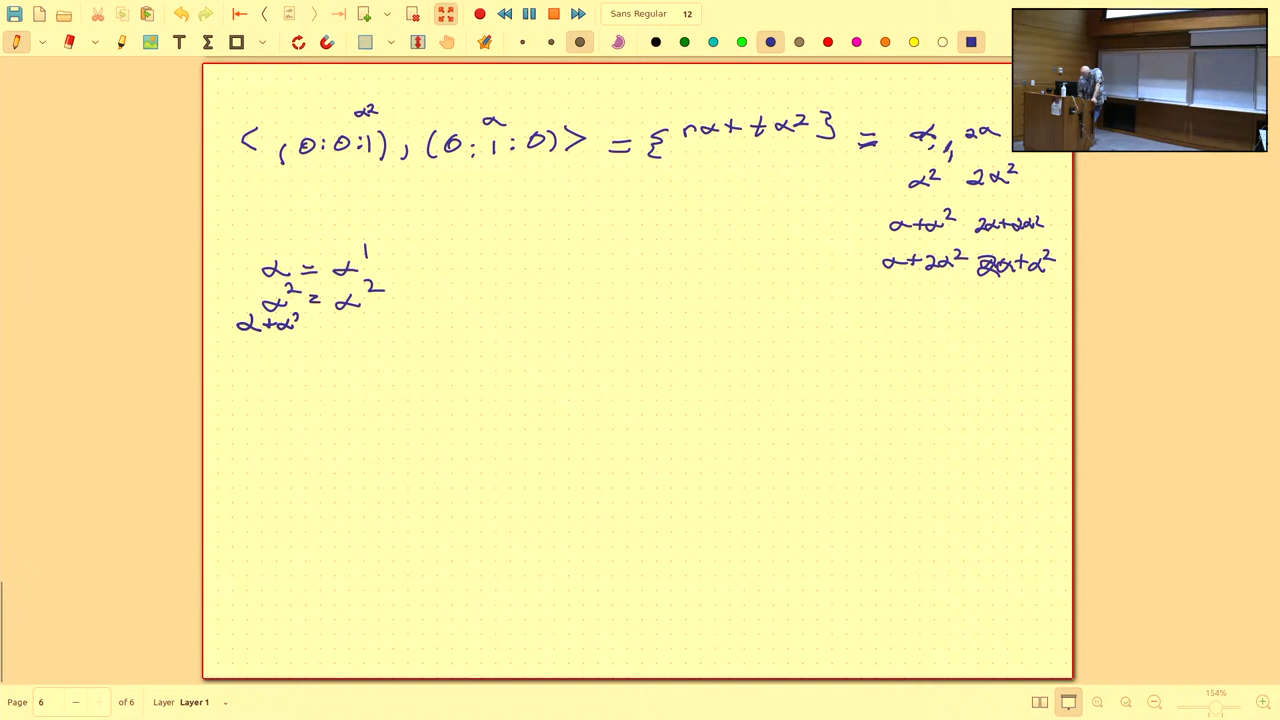 Sans Regular 12
α² α
< (0:0:1), (0:1:0) > = { rα + tα² } = α, 2α
α² 2α²
α+α² 2α+2α²
α+2α² 2α+α²
α = α¹
α² = α²
α+α²
Page 6 of 6 Layer Layer 1 154%